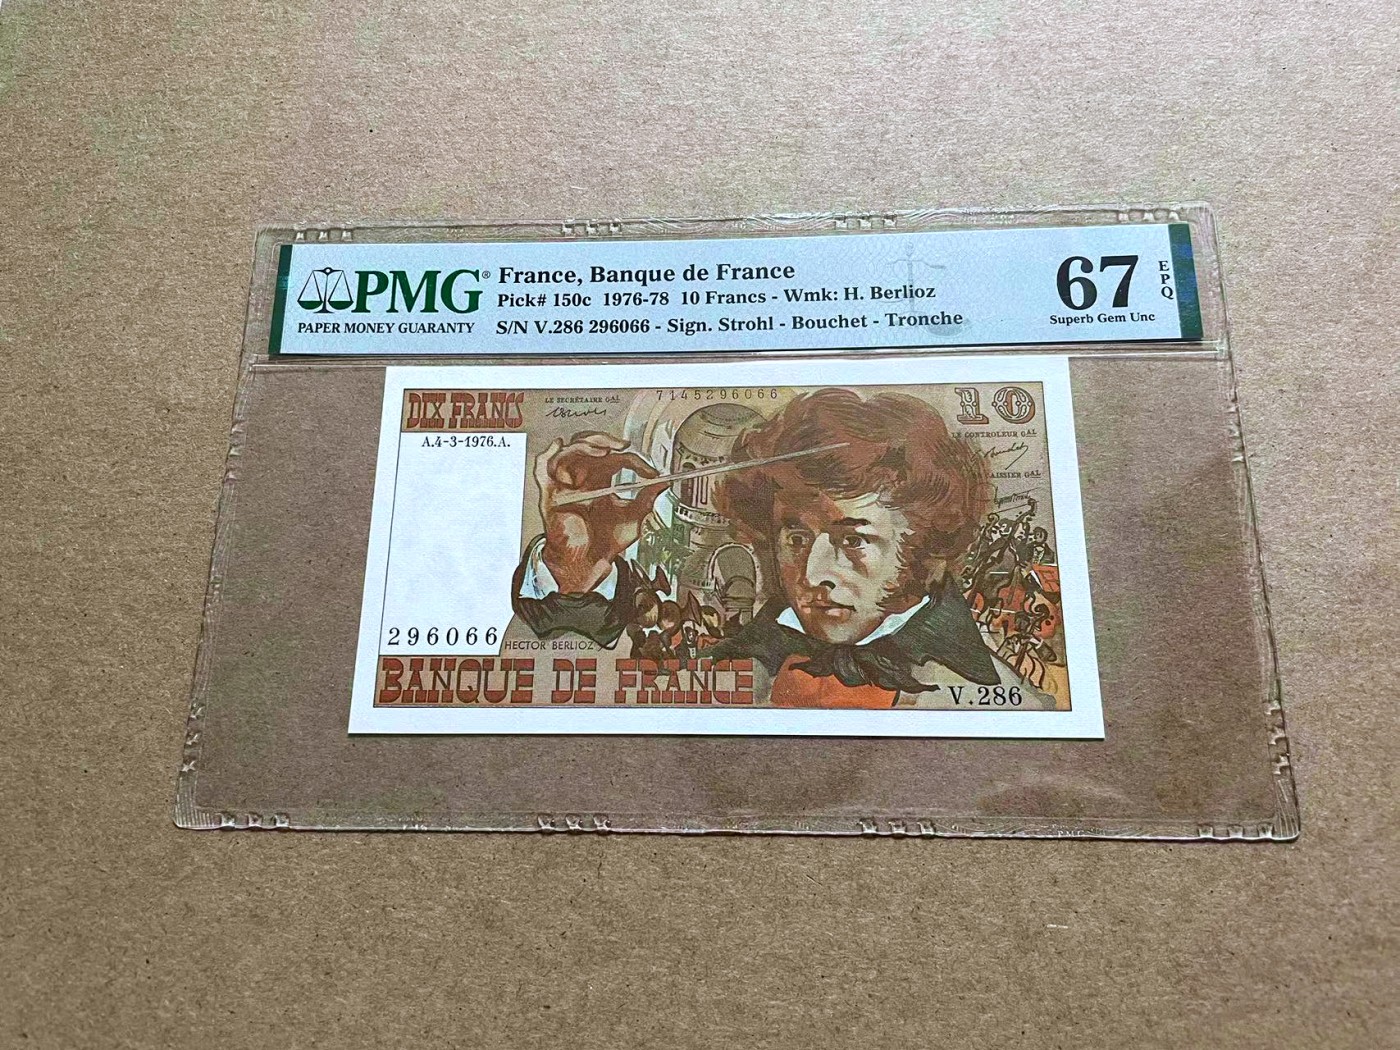 PMG®
PAPER MONEY GUARANTY
France, Banque de France
Pick# 150c 1976-78 10 Francs - Wmk: H. Berlioz
S/N V.286 296066 - Sign. Strohl - Bouchet - Tronche
67
EPQ
Superb Gem Unc
DIX FRANCS
LE SECRÉTAIRE GAL
7145296066
10
A.4-3-1976.A.
LE CONTROLEUR GAL
CAISSIER GAL
296066
HECTOR BERLIOZ
BANQUE DE FRANCE
V.286